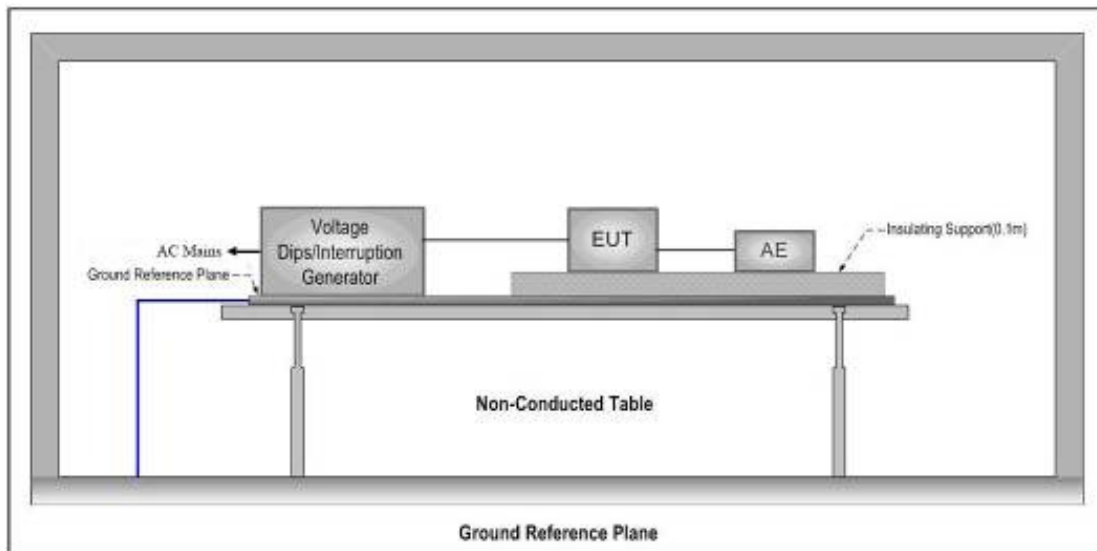 Voltage
Dips/Interruption
Generator
EUT
AE
Insulating Support(0.1m)
AC Mains
Ground Reference Plane
Non-Conducted Table
Ground Reference Plane